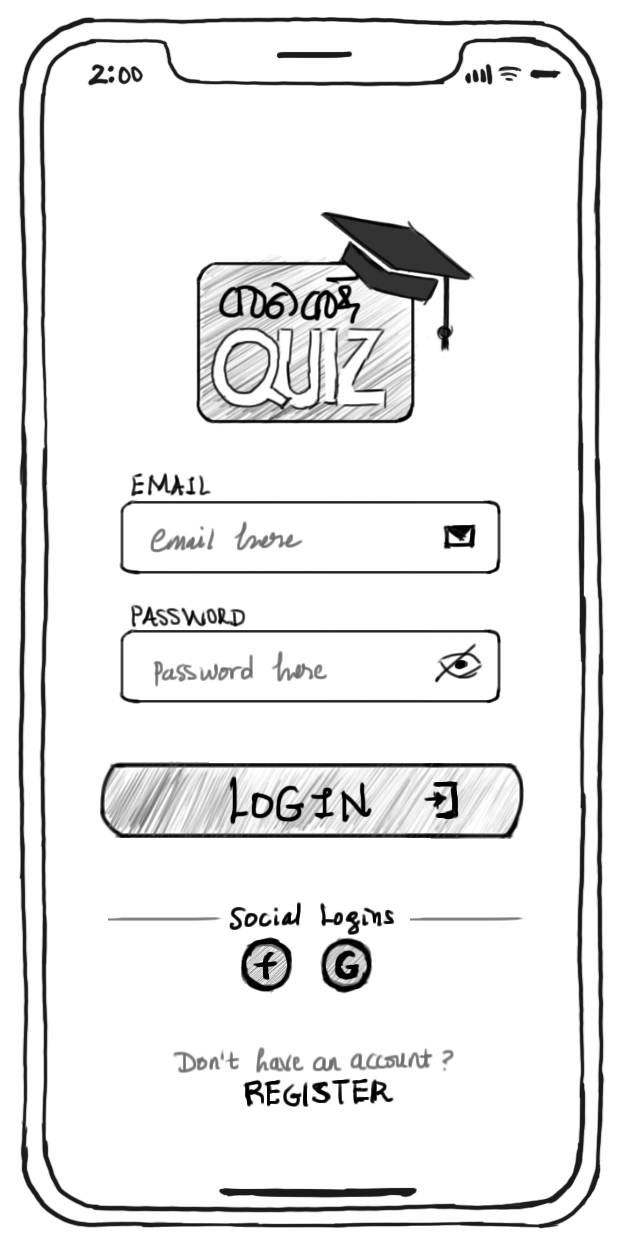 2:00
QUIZ
EMAIL
email here
PASSWORD
Password here
LOGIN
Social Logins
f G
Don't have an account?
REGISTER